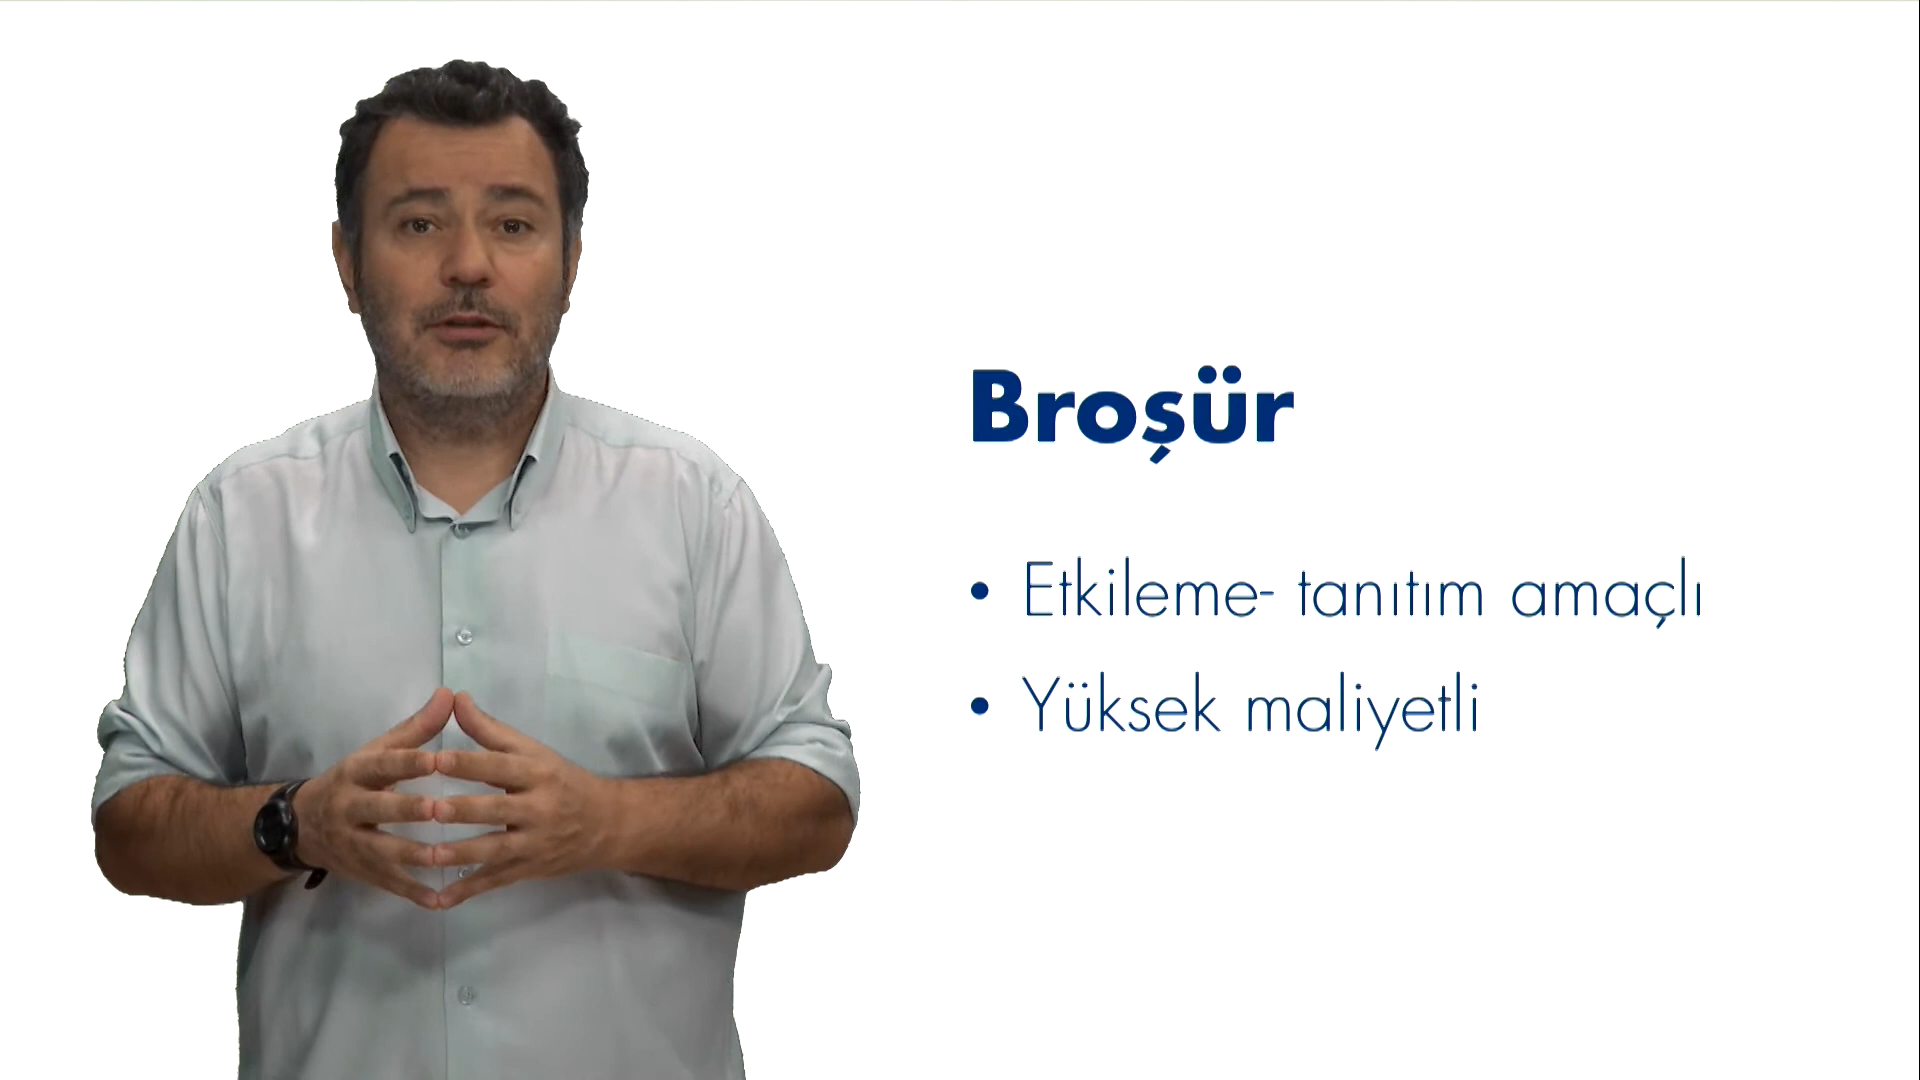 Broşür
• Etkileme- tanıtım amaçlı
• Yüksek maliyetli